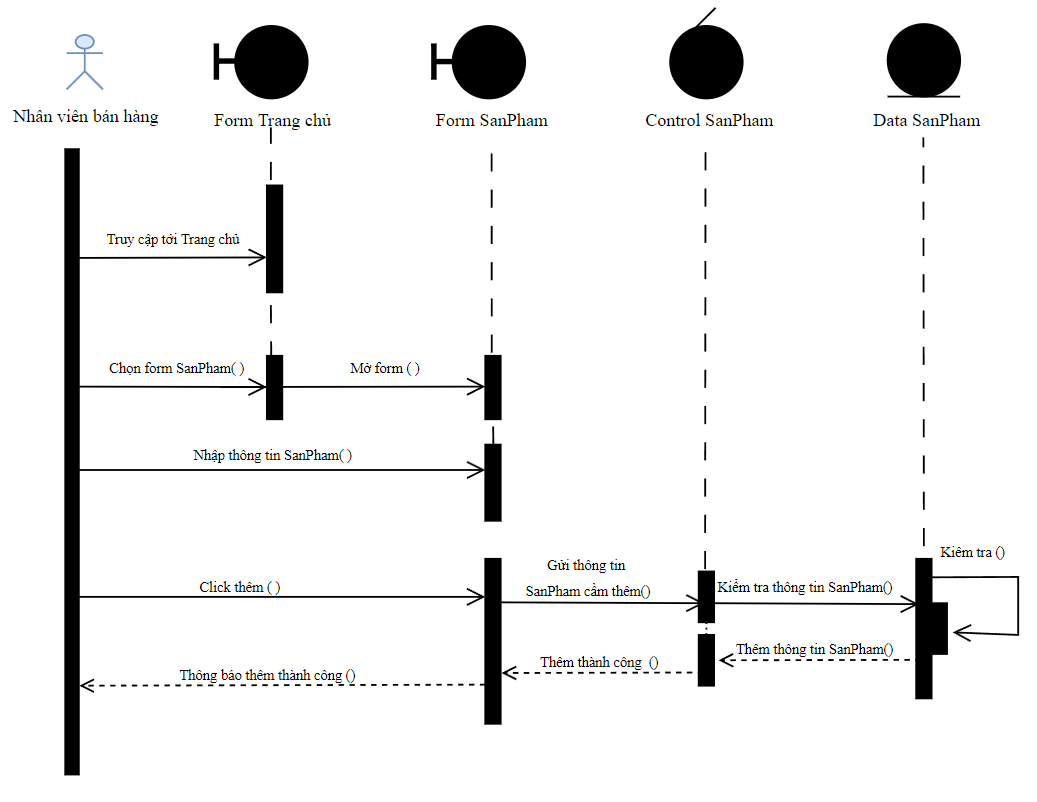 Nhân viên bán hàng
Form Trang chủ
Form SanPham
Control SanPham
Data SanPham
Truy cập tới Trang chủ
Chọn form SanPham( )
Mở form ( )
Nhập thông tin SanPham( )
Kiêm tra ()
Gửi thông tin
SanPham cầm thêm()
Click thêm ( )
Kiểm tra thông tin SanPham()
Thêm thông tin SanPham()
Thêm thành công  ()
Thông báo thêm thành công ()